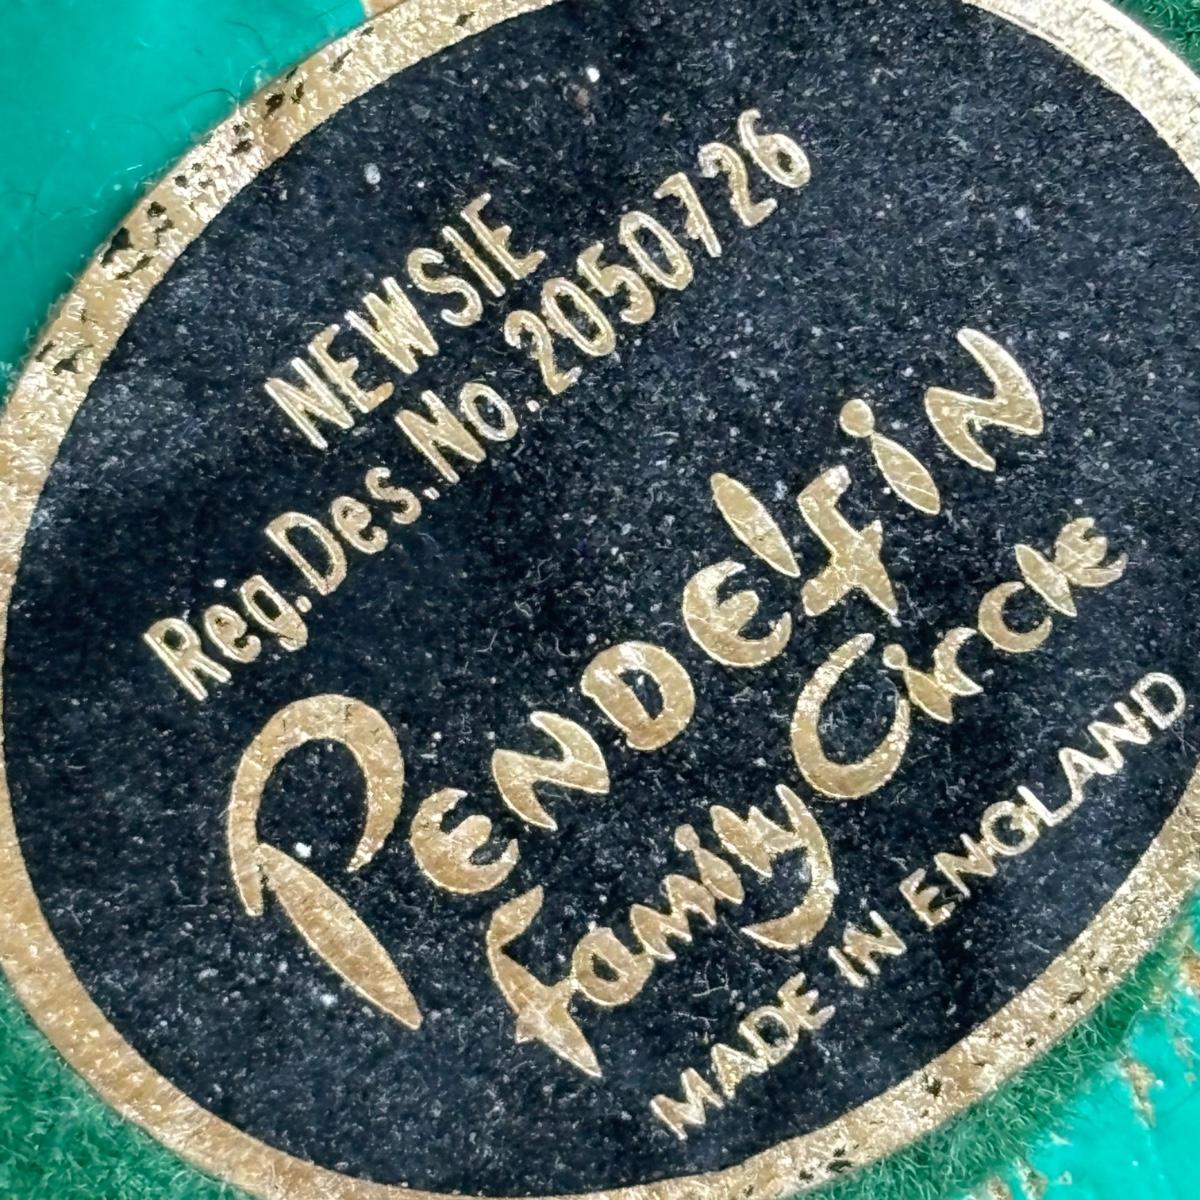 NEWSIE
Reg.Des.No.2050726
PENDelfiN
family Circle
MADE IN ENGLAND